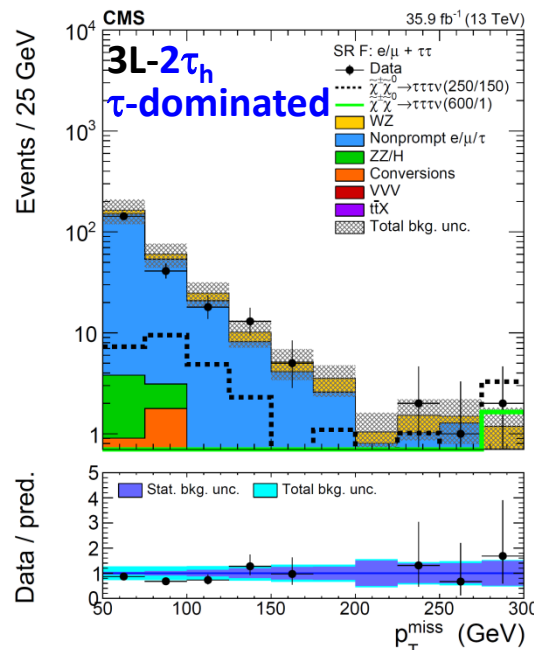 CMS 35.9 fb⁻¹ (13 TeV)
3L-2τₕ
τ-dominated
SR F: e/μ + ττ
Data
χ̃±χ̃⁰→τττν(250/150)
χ̃±χ̃⁰→τττν(600/1)
WZ
Nonprompt e/μ/τ
ZZ/H
Conversions
VVV
tt̄X
Total bkg. unc.
Events / 25 GeV
10⁴
10³
10²
10
1
Stat. bkg. unc. Total bkg. unc.
Data / pred.
5
4
3
2
1
0
50 100 150 200 250 300
p_T^miss (GeV)